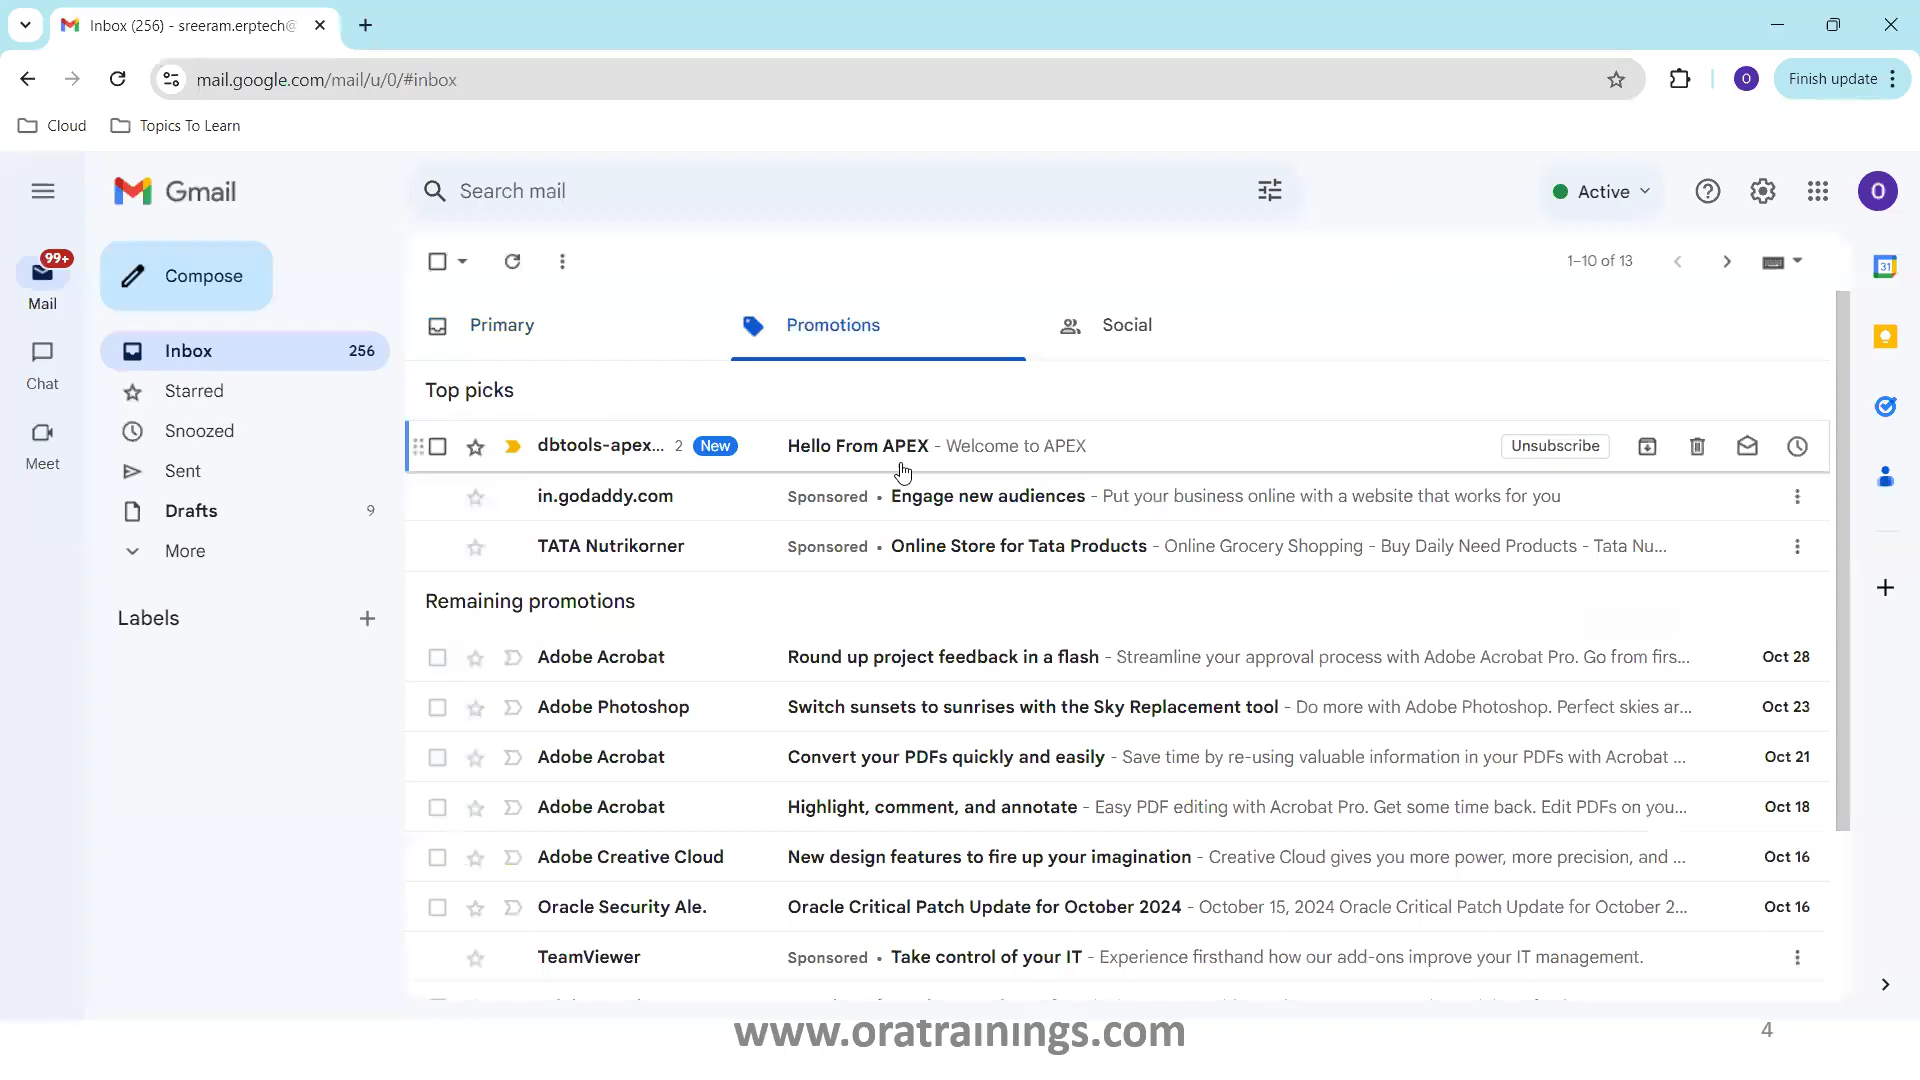 Inbox (256) - sreeram.erptech@
mail.google.com/mail/u/0/#inbox
O
Finish update
Cloud
Topics To Learn
Gmail
Search mail
Active
O
99+
Mail
Compose
1–10 of 13
31
Primary
Promotions
Social
Inbox 256
Chat
Starred
Top picks
Snoozed
dbtools-apex... 2 New Hello From APEX - Welcome to APEX Unsubscribe
Meet
Sent
in.godaddy.com Sponsored • Engage new audiences - Put your business online with a website that works for you
Drafts 9
TATA Nutrikorner Sponsored • Online Store for Tata Products - Online Grocery Shopping - Buy Daily Need Products - Tata Nu...
More
Remaining promotions
Labels
Adobe Acrobat Round up project feedback in a flash - Streamline your approval process with Adobe Acrobat Pro. Go from firs... Oct 28
Adobe Photoshop Switch sunsets to sunrises with the Sky Replacement tool - Do more with Adobe Photoshop. Perfect skies ar... Oct 23
Adobe Acrobat Convert your PDFs quickly and easily - Save time by re-using valuable information in your PDFs with Acrobat ... Oct 21
Adobe Acrobat Highlight, comment, and annotate - Easy PDF editing with Acrobat Pro. Get some time back. Edit PDFs on you... Oct 18
Adobe Creative Cloud New design features to fire up your imagination - Creative Cloud gives you more power, more precision, and ... Oct 16
Oracle Security Ale. Oracle Critical Patch Update for October 2024 - October 15, 2024 Oracle Critical Patch Update for October 2... Oct 16
TeamViewer Sponsored • Take control of your IT - Experience firsthand how our add-ons improve your IT management.
www.oratrainings.com
4